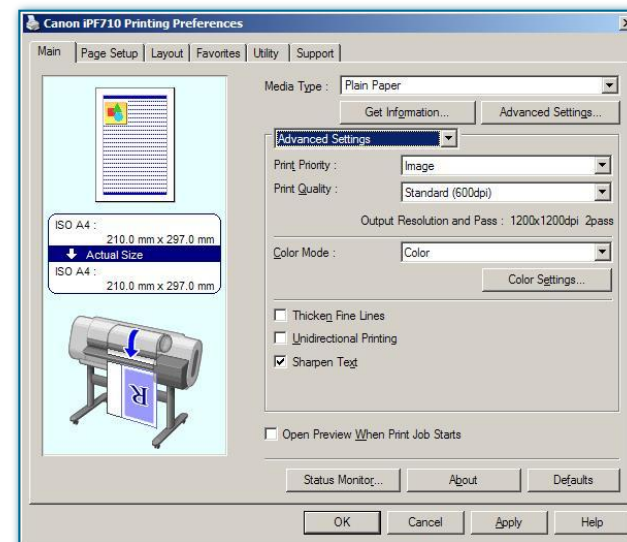 Canon iPF710 Printing Preferences
Main Page Setup Layout Favorites Utility Support
Media Type : Plain Paper
Get Information... Advanced Settings...
Advanced Settings
Print Priority : Image
Print Quality : Standard (600dpi)
Output Resolution and Pass : 1200x1200dpi 2pass
Color Mode : Color
Color Settings...
Thicken Fine Lines
Unidirectional Printing
Sharpen Text
Open Preview When Print Job Starts
ISO A4 :
210.0 mm x 297.0 mm
Actual Size
ISO A4 :
210.0 mm x 297.0 mm
R
Status Monitor... About Defaults
OK Cancel Apply Help